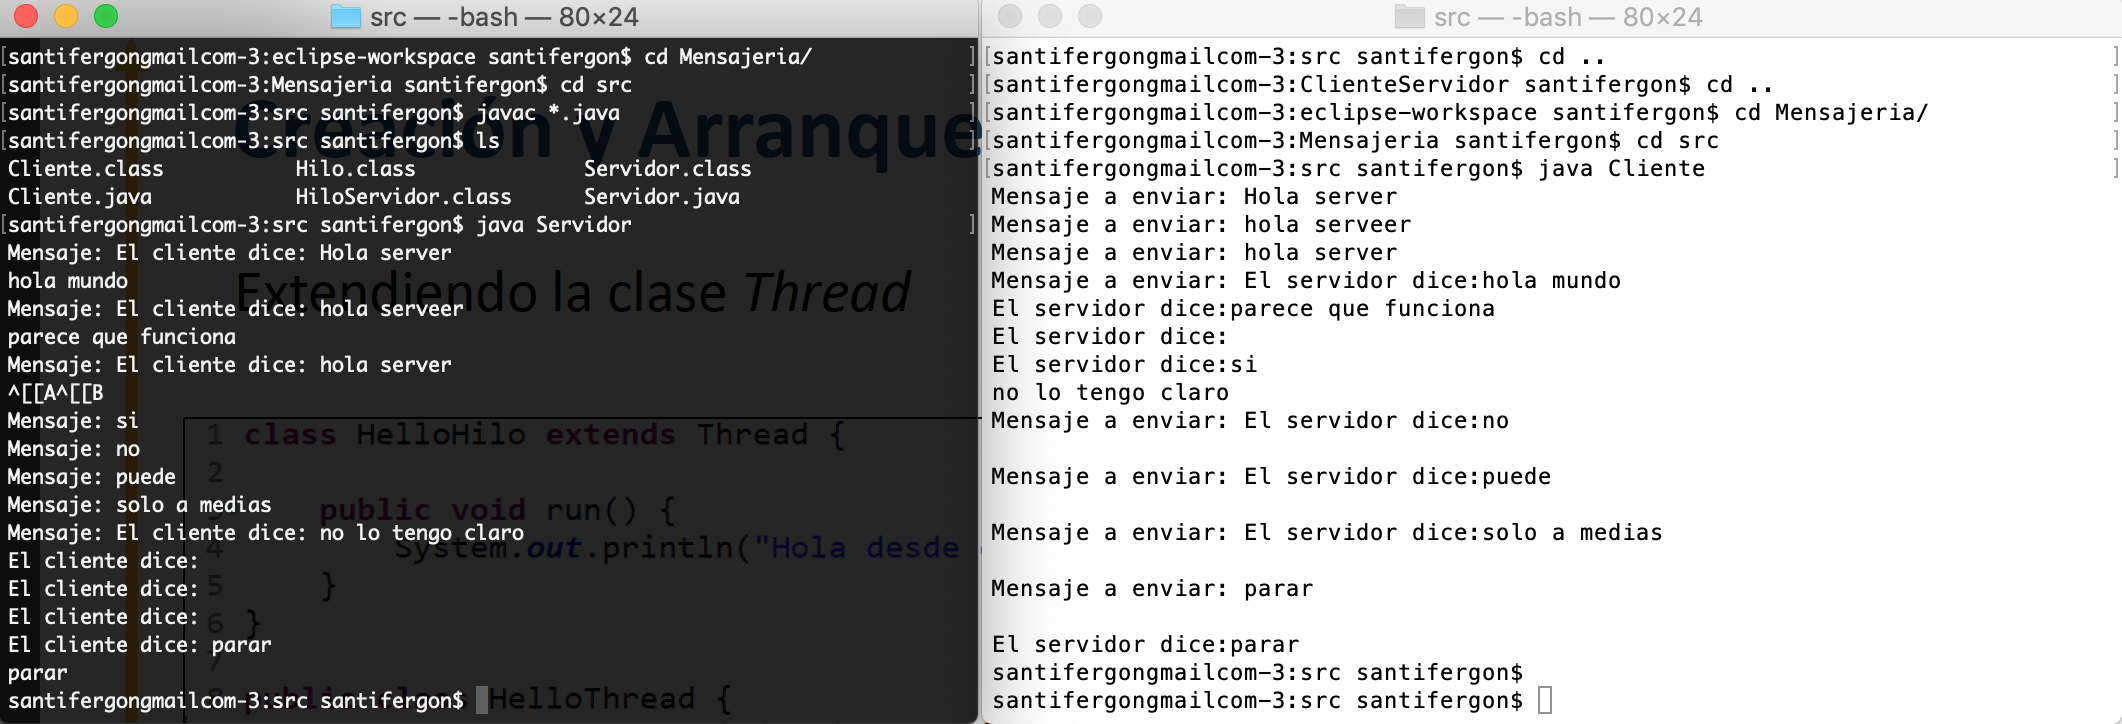 src — -bash — 80×24
[santifergongmailcom-3:eclipse-workspace santifergon$ cd Mensajeria/ ]
[santifergongmailcom-3:Mensajeria santifergon$ cd src ]
[santifergongmailcom-3:src santifergon$ javac *.java ]
[santifergongmailcom-3:src santifergon$ ls ]
Cliente.class Hilo.class Servidor.class
Cliente.java HiloServidor.class Servidor.java
[santifergongmailcom-3:src santifergon$ java Servidor ]
Mensaje: El cliente dice: Hola server
hola mundo
Mensaje: El cliente dice: hola serveer
parece que funciona
Mensaje: El cliente dice: hola server
^[[A^[[B
Mensaje: si
Mensaje: no
Mensaje: puede
Mensaje: solo a medias
Mensaje: El cliente dice: no lo tengo claro
El cliente dice:
El cliente dice:
El cliente dice:
El cliente dice: parar
parar
santifergongmailcom-3:src santifergon$
Creación y Arranque
Extendiendo la clase Thread
1 class HelloHilo extends Thread {
2
public void run() {
4 System.out.println("Hola desde
5 }
6 }
7
HelloThread {
src — -bash — 80×24
[santifergongmailcom-3:src santifergon$ cd .. ]
[santifergongmailcom-3:ClienteServidor santifergon$ cd .. ]
[santifergongmailcom-3:eclipse-workspace santifergon$ cd Mensajeria/ ]
[santifergongmailcom-3:Mensajeria santifergon$ cd src ]
[santifergongmailcom-3:src santifergon$ java Cliente ]
Mensaje a enviar: Hola server
Mensaje a enviar: hola serveer
Mensaje a enviar: hola server
Mensaje a enviar: El servidor dice:hola mundo
El servidor dice:parece que funciona
El servidor dice:
El servidor dice:si
no lo tengo claro
Mensaje a enviar: El servidor dice:no
Mensaje a enviar: El servidor dice:puede
Mensaje a enviar: El servidor dice:solo a medias
Mensaje a enviar: parar
El servidor dice:parar
santifergongmailcom-3:src santifergon$
santifergongmailcom-3:src santifergon$